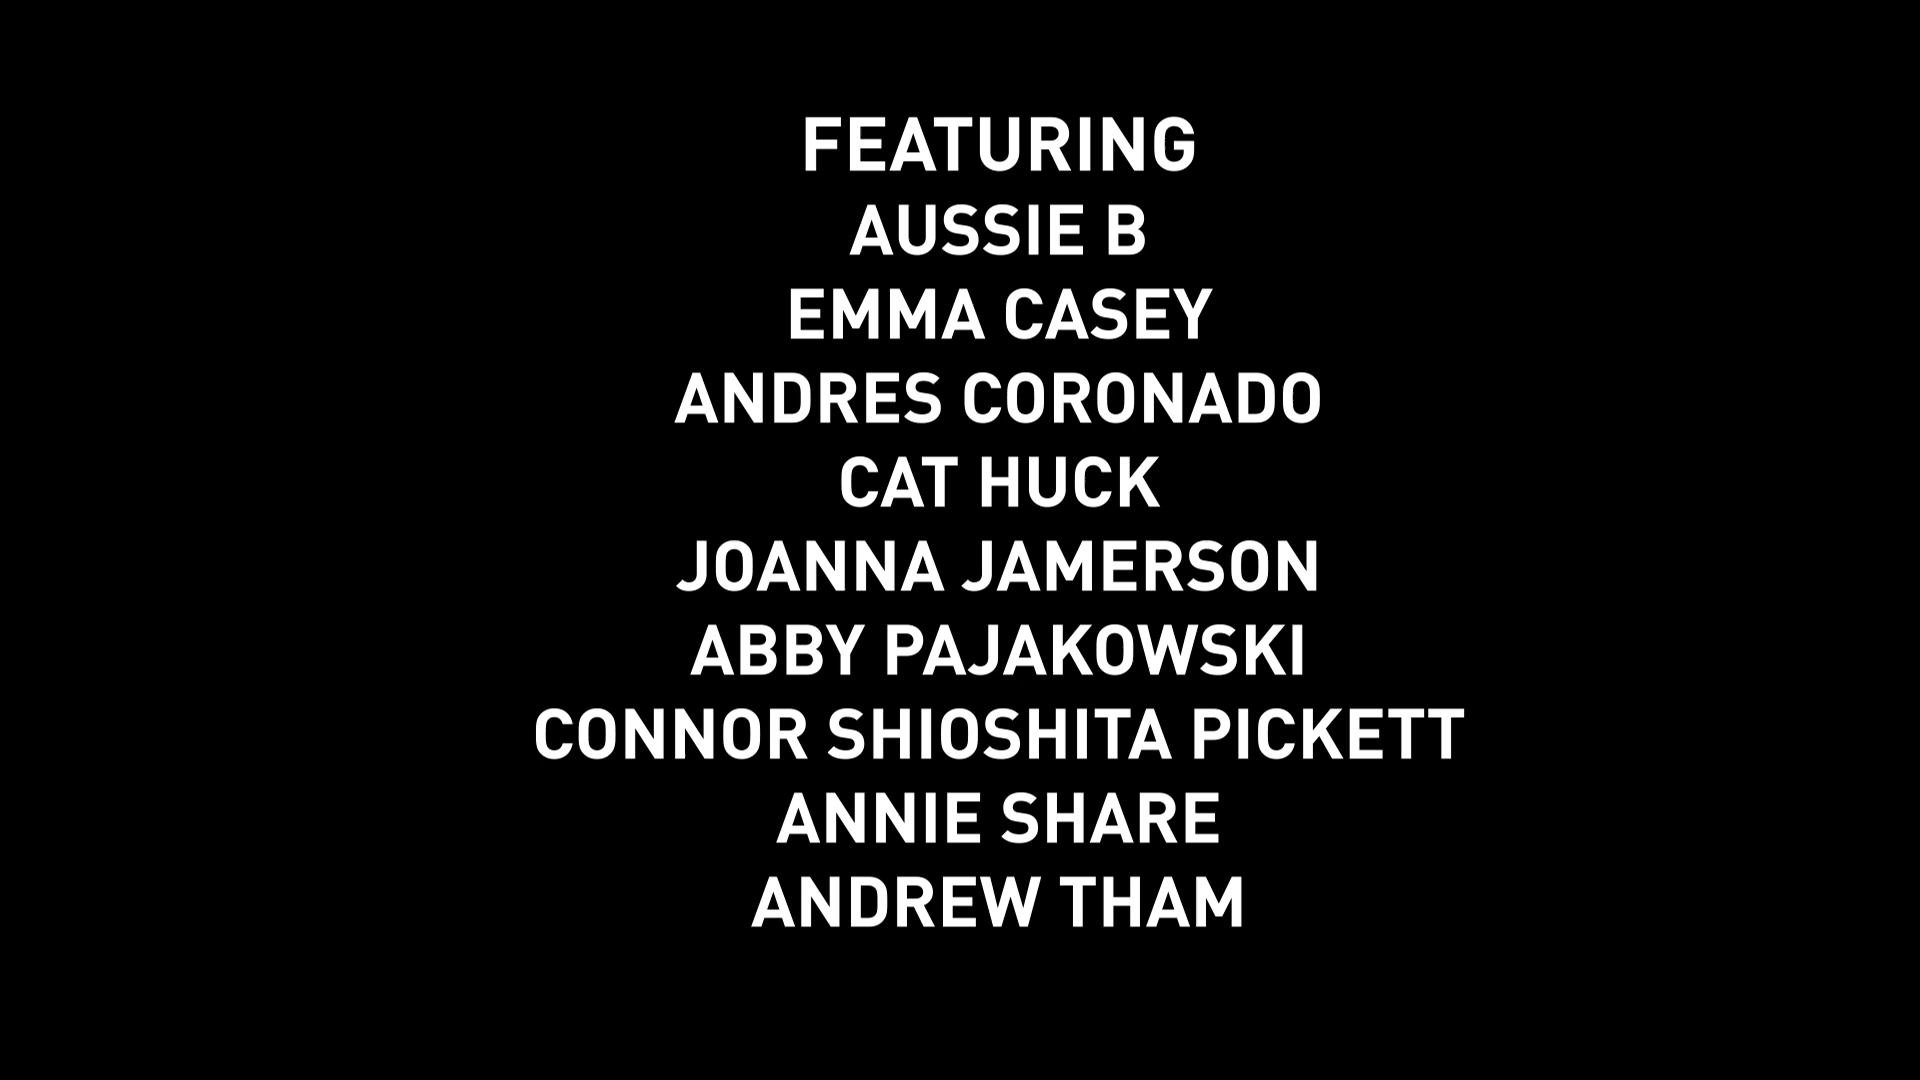 FEATURING
AUSSIE B
EMMA CASEY
ANDRES CORONADO
CAT HUCK
JOANNA JAMERSON
ABBY PAJAKOWSKI
CONNOR SHIOSHITA PICKETT
ANNIE SHARE
ANDREW THAM